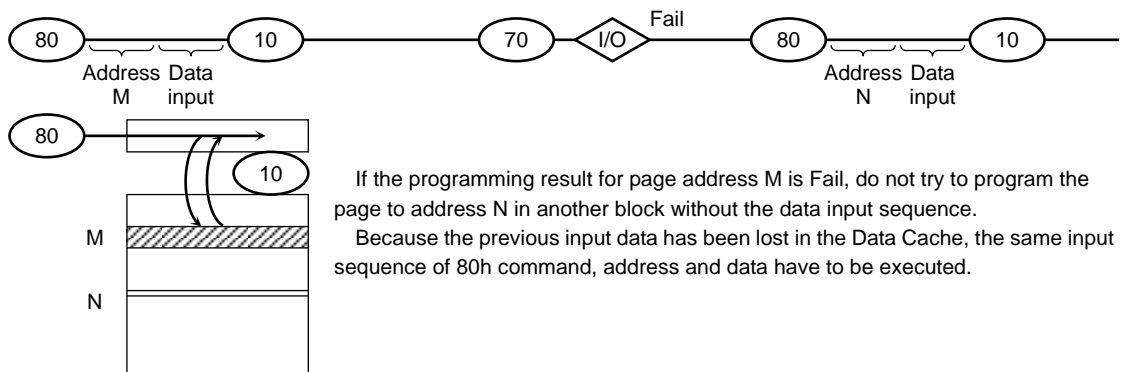 Fail
80 10 70 I/O 80 10
Address Data Address Data
M input N input
80
10
If the programming result for page address M is Fail, do not try to program the
page to address N in another block without the data input sequence.
M
Because the previous input data has been lost in the Data Cache, the same input
sequence of 80h command, address and data have to be executed.
N